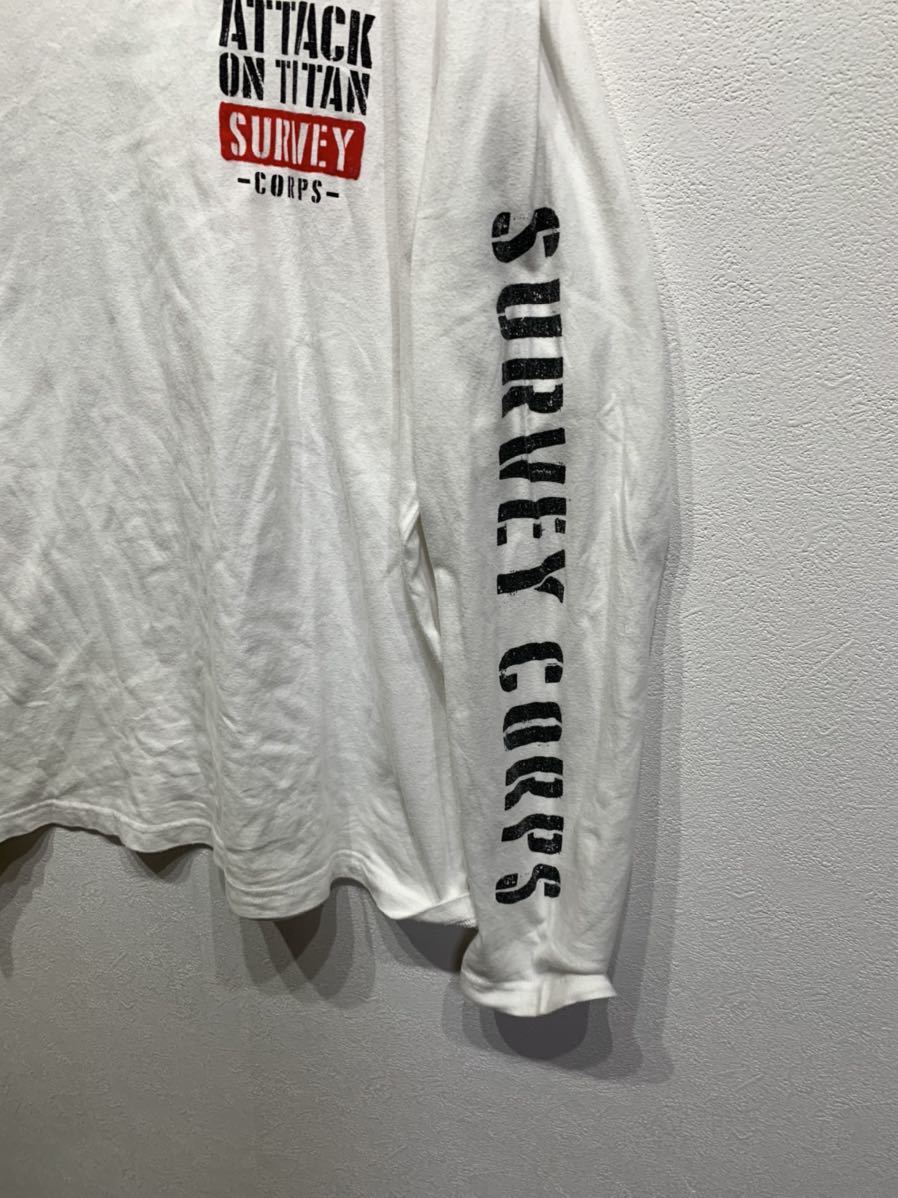 ATTACK
ON TITAN
SURVEY
-CORPS-
SURVEY CORPS